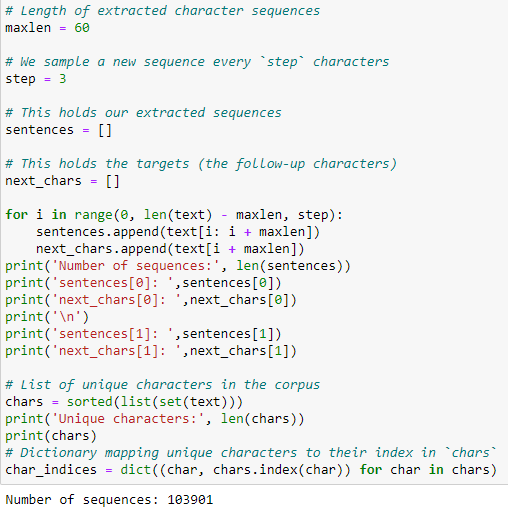 # Length of extracted character sequences
maxlen = 60
# We sample a new sequence every `step` characters
step = 3
# This holds our extracted sequences
sentences = []
# This holds the targets (the follow-up characters)
next_chars = []
for i in range(0, len(text) - maxlen, step):
    sentences.append(text[i: i + maxlen])
    next_chars.append(text[i + maxlen])
print('Number of sequences:', len(sentences))
print('sentences[0]: ',sentences[0])
print('next_chars[0]: ',next_chars[0])
print('\n')
print('sentences[1]: ',sentences[1])
print('next_chars[1]: ',next_chars[1])
# List of unique characters in the corpus
chars = sorted(list(set(text)))
print('Unique characters:', len(chars))
print(chars)
# Dictionary mapping unique characters to their index in `chars`
char_indices = dict((char, chars.index(char)) for char in chars)
Number of sequences: 103901